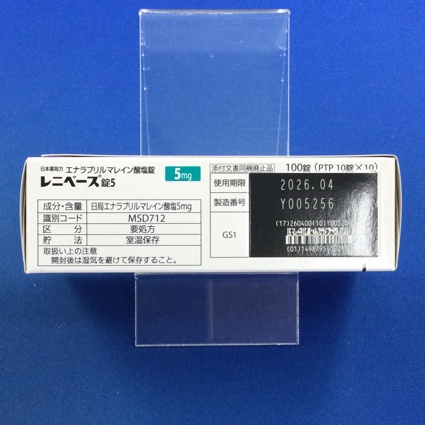 日本薬局方 エナラプリルマレイン酸塩錠
レニベース®錠5 5mg
成分・含量 日局エナラプリルマレイン酸塩5mg
識別コード MSD712
区分 要処方
貯法 室温保存
取扱い上の注意
開封後は湿気を避けて保存すること。
添付文書同梱廃止品 100錠(PTP 10錠×10)
使用期限 2026.04
製造番号 Y005256
GS1